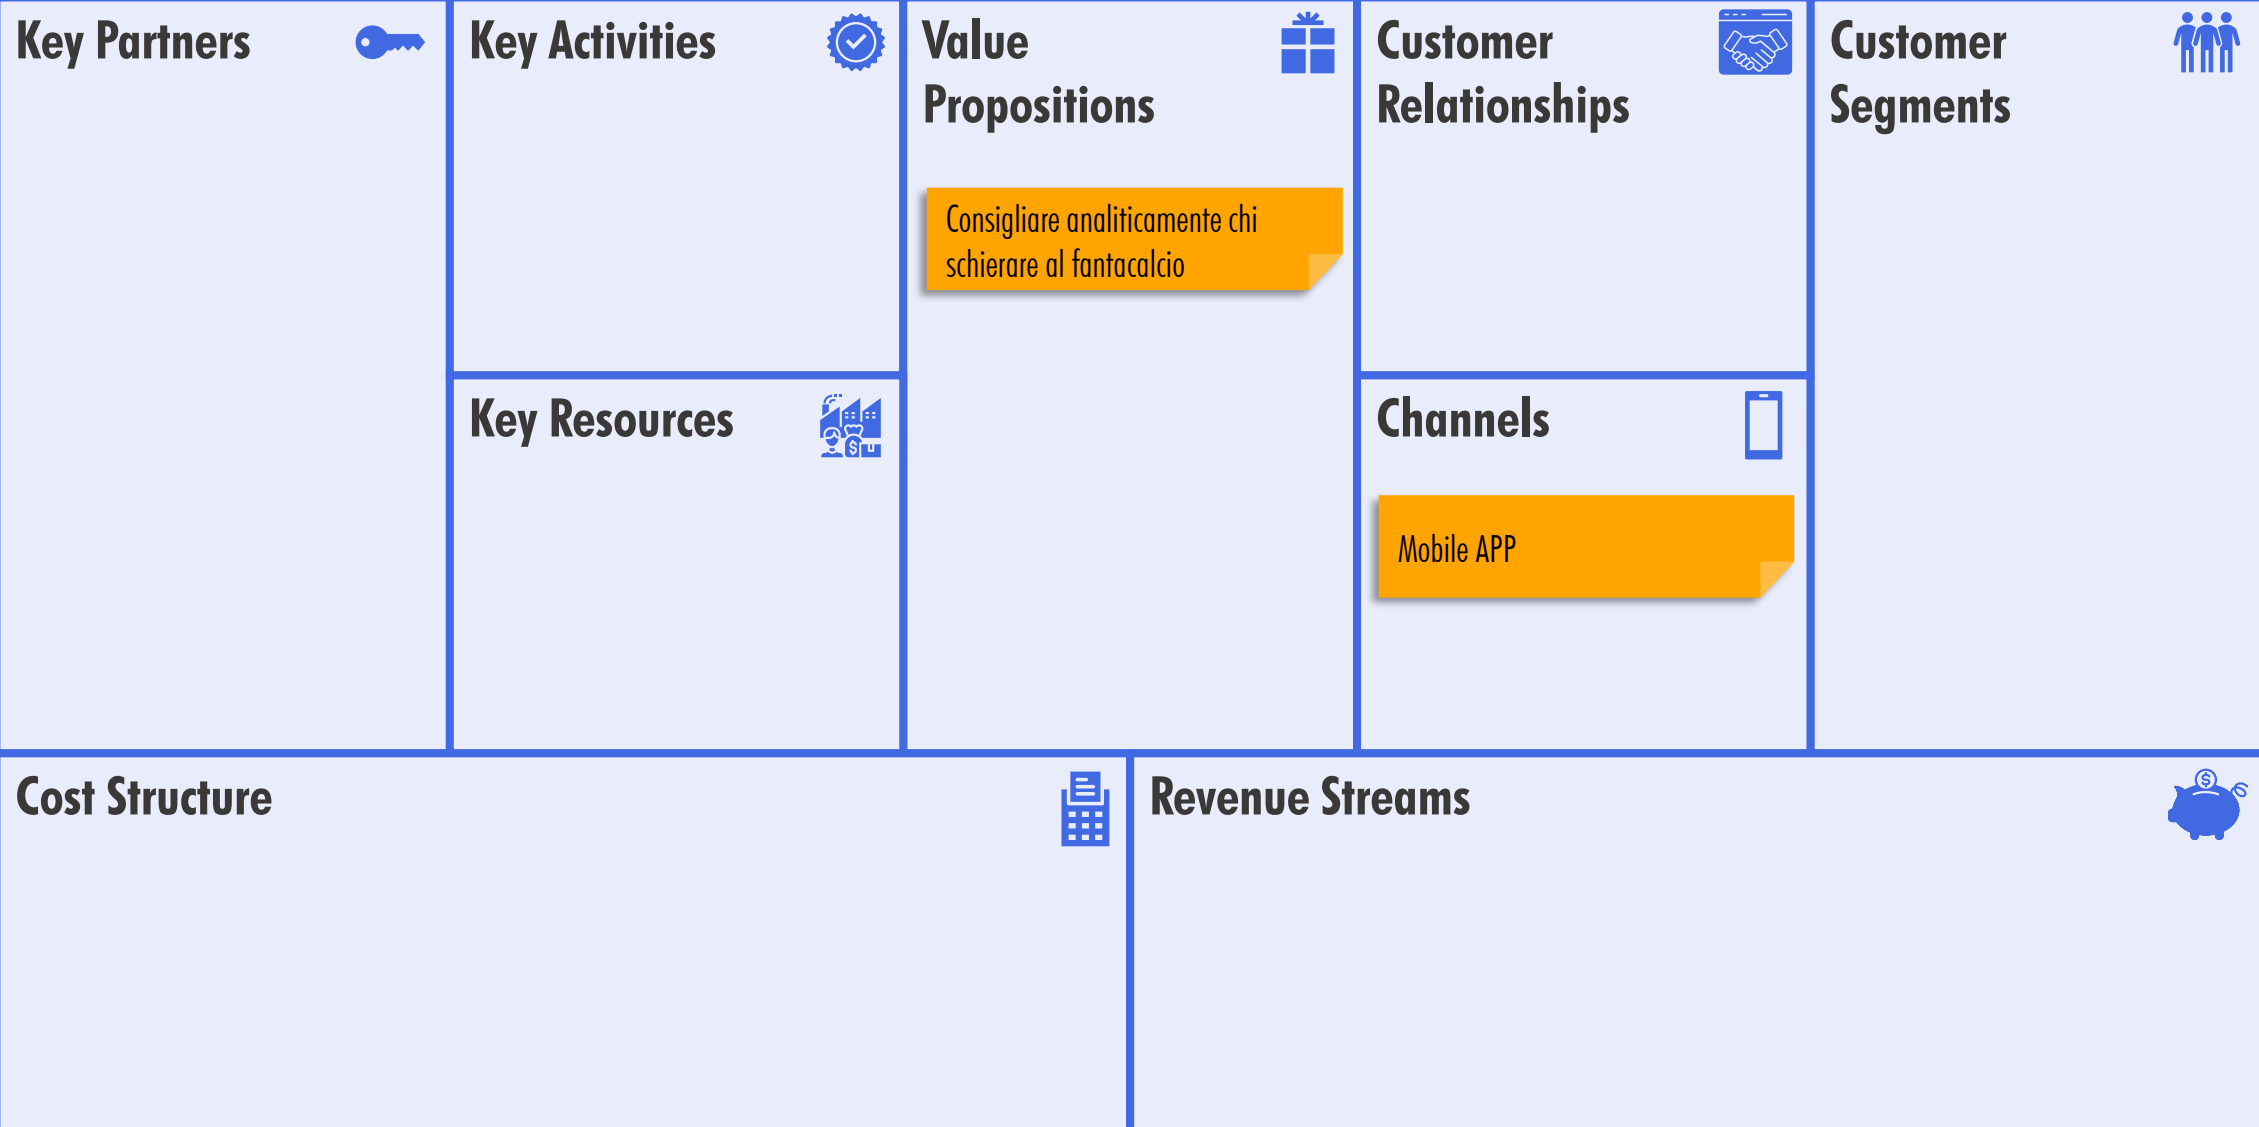 Key Partners
Key Activities
Value
Propositions
Consigliare analiticamente chi
schierare al fantacalcio
Customer
Relationships
Customer
Segments
Key Resources
Channels
Mobile APP
Cost Structure
Revenue Streams